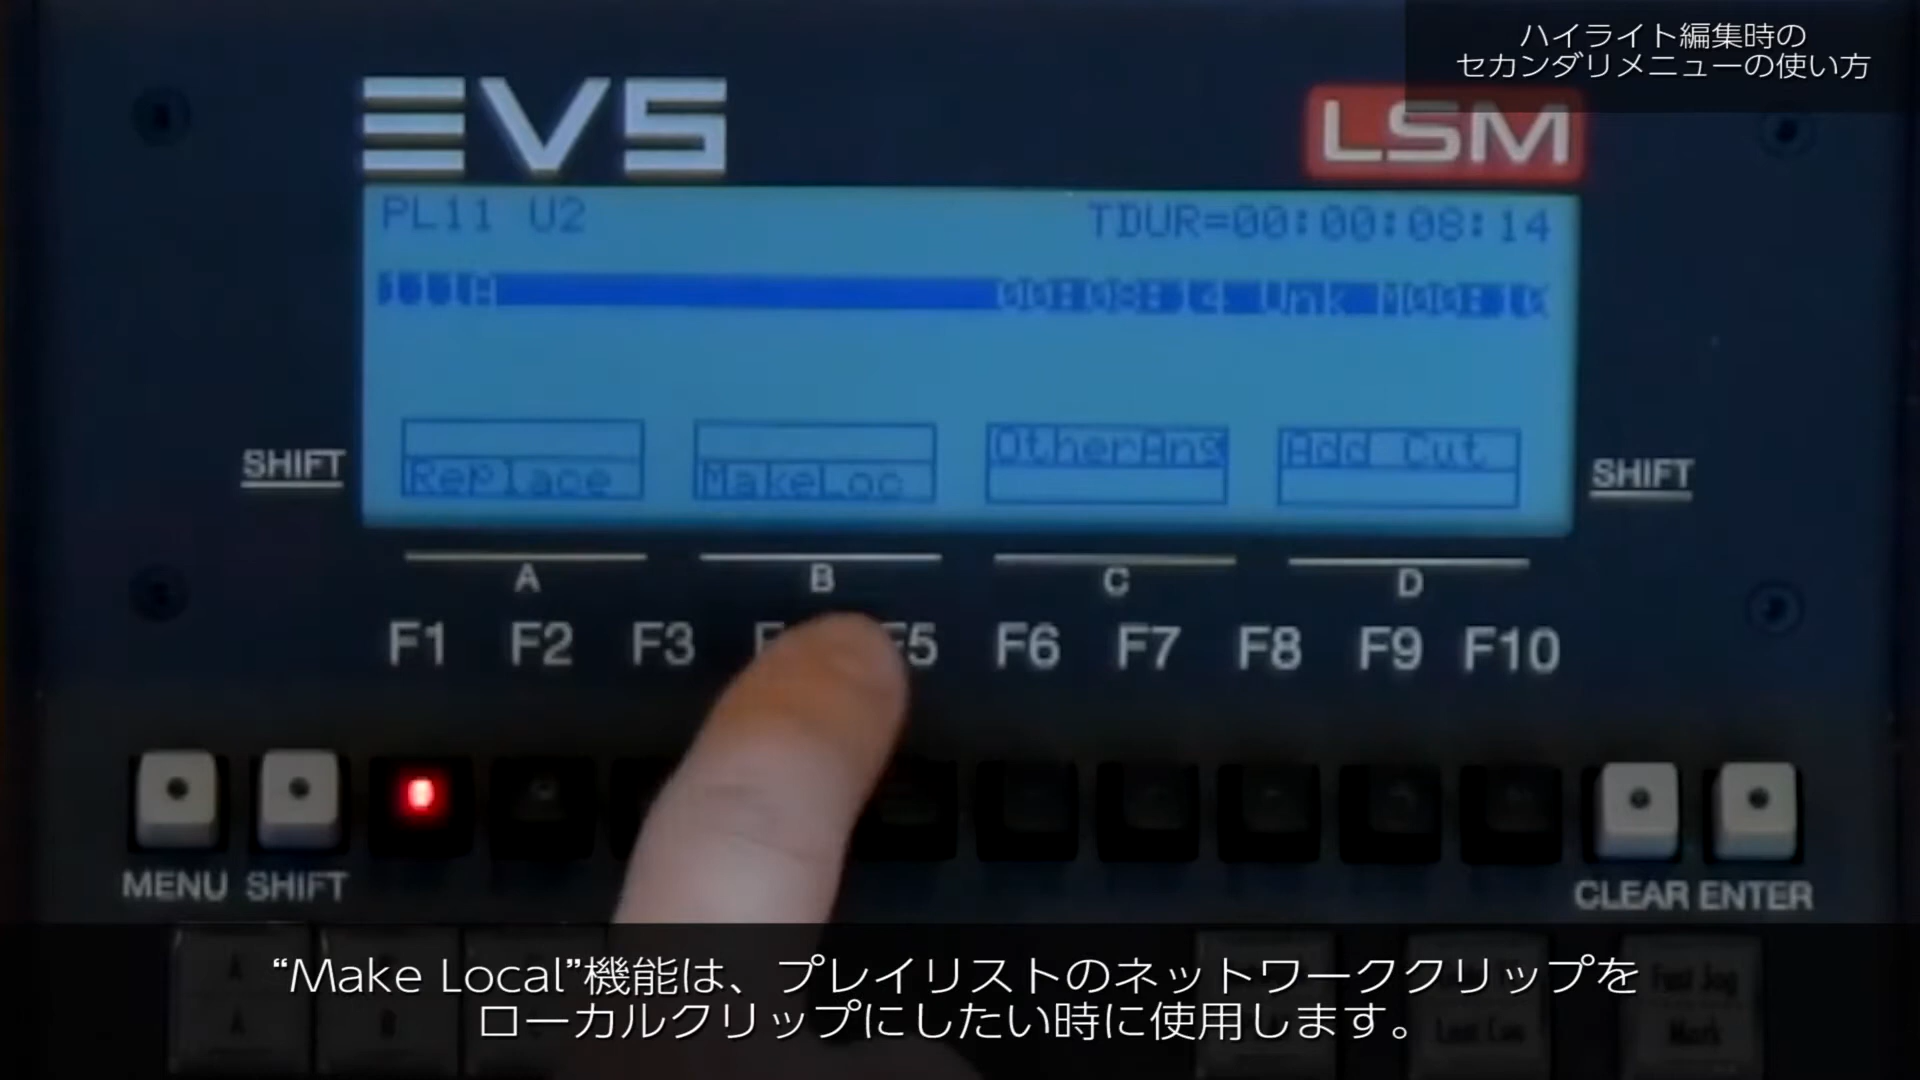 ハイライト編集時の
セカンダリメニューの使い方
EVS
LSM
PL11 U2
TDUR=00:00:08:14
OtherAng
Add Cut
SHIFT
Replace
MakeLoc
SHIFT
A
B
C
D
F1
F2
F3
F5
F6
F7
F8
F9
F10
MENU
SHIFT
CLEAR
ENTER
“Make Local”機能は、プレイリストのネットワーククリップを
ローカルクリップにしたい時に使用します。
Mark